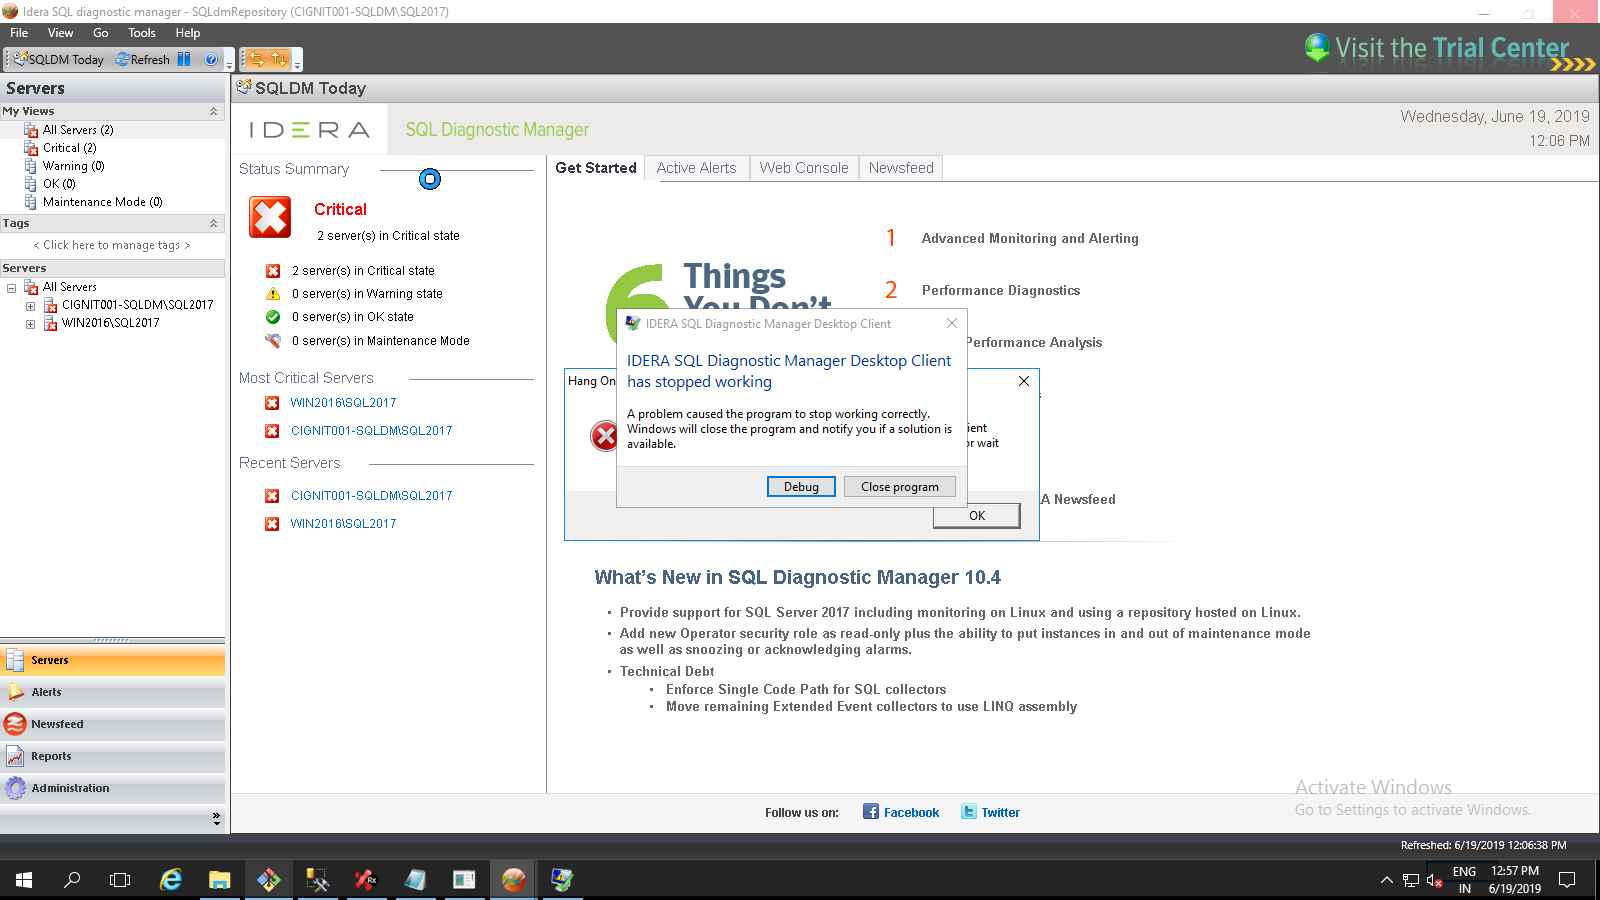 Idera SQL diagnostic manager - SQLdmRepository (CIGNIT001-SQLDM\SQL2017)
File View Go Tools Help
SQLDM Today Refresh
Visit the Trial Center
Servers
My Views
All Servers (2)
Critical (2)
Warning (0)
OK (0)
Maintenance Mode (0)
Tags
< Click here to manage tags >
Servers
All Servers
CIGNIT001-SQLDM\SQL2017
WIN2016\SQL2017
Servers
Alerts
Newsfeed
Reports
Administration
SQLDM Today
IDERA
SQL Diagnostic Manager
Wednesday, June 19, 2019
12:06 PM
Status Summary
Critical
2 server(s) in Critical state
2 server(s) in Critical state
0 server(s) in Warning state
0 server(s) in OK state
0 server(s) in Maintenance Mode
Most Critical Servers
WIN2016\SQL2017
CIGNIT001-SQLDM\SQL2017
Recent Servers
CIGNIT001-SQLDM\SQL2017
WIN2016\SQL2017
Get Started Active Alerts Web Console Newsfeed
6 Things
You Don't
1 Advanced Monitoring and Alerting
2 Performance Diagnostics
Performance Analysis
A Newsfeed
Hang On
ient
or wait
OK
IDERA SQL Diagnostic Manager Desktop Client
IDERA SQL Diagnostic Manager Desktop Client
has stopped working
A problem caused the program to stop working correctly.
Windows will close the program and notify you if a solution is
available.
Debug Close program
What's New in SQL Diagnostic Manager 10.4
• Provide support for SQL Server 2017 including monitoring on Linux and using a repository hosted on Linux.
• Add new Operator security role as read-only plus the ability to put instances in and out of maintenance mode
as well as snoozing or acknowledging alarms.
• Technical Debt
• Enforce Single Code Path for SQL collectors
• Move remaining Extended Event collectors to use LINQ assembly
Follow us on: Facebook Twitter
Activate Windows
Go to Settings to activate Windows.
Refreshed: 6/19/2019 12:06:38 PM
ENG
IN
12:57 PM
6/19/2019